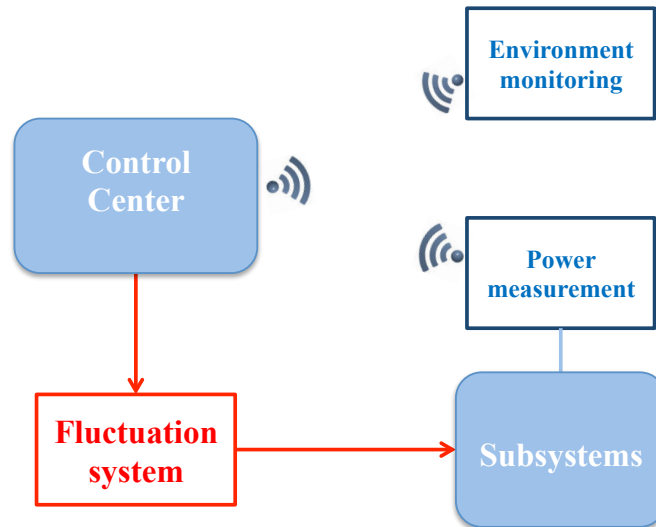 Environment
monitoring
Control
Center
Power
measurement
Fluctuation
system
Subsystems